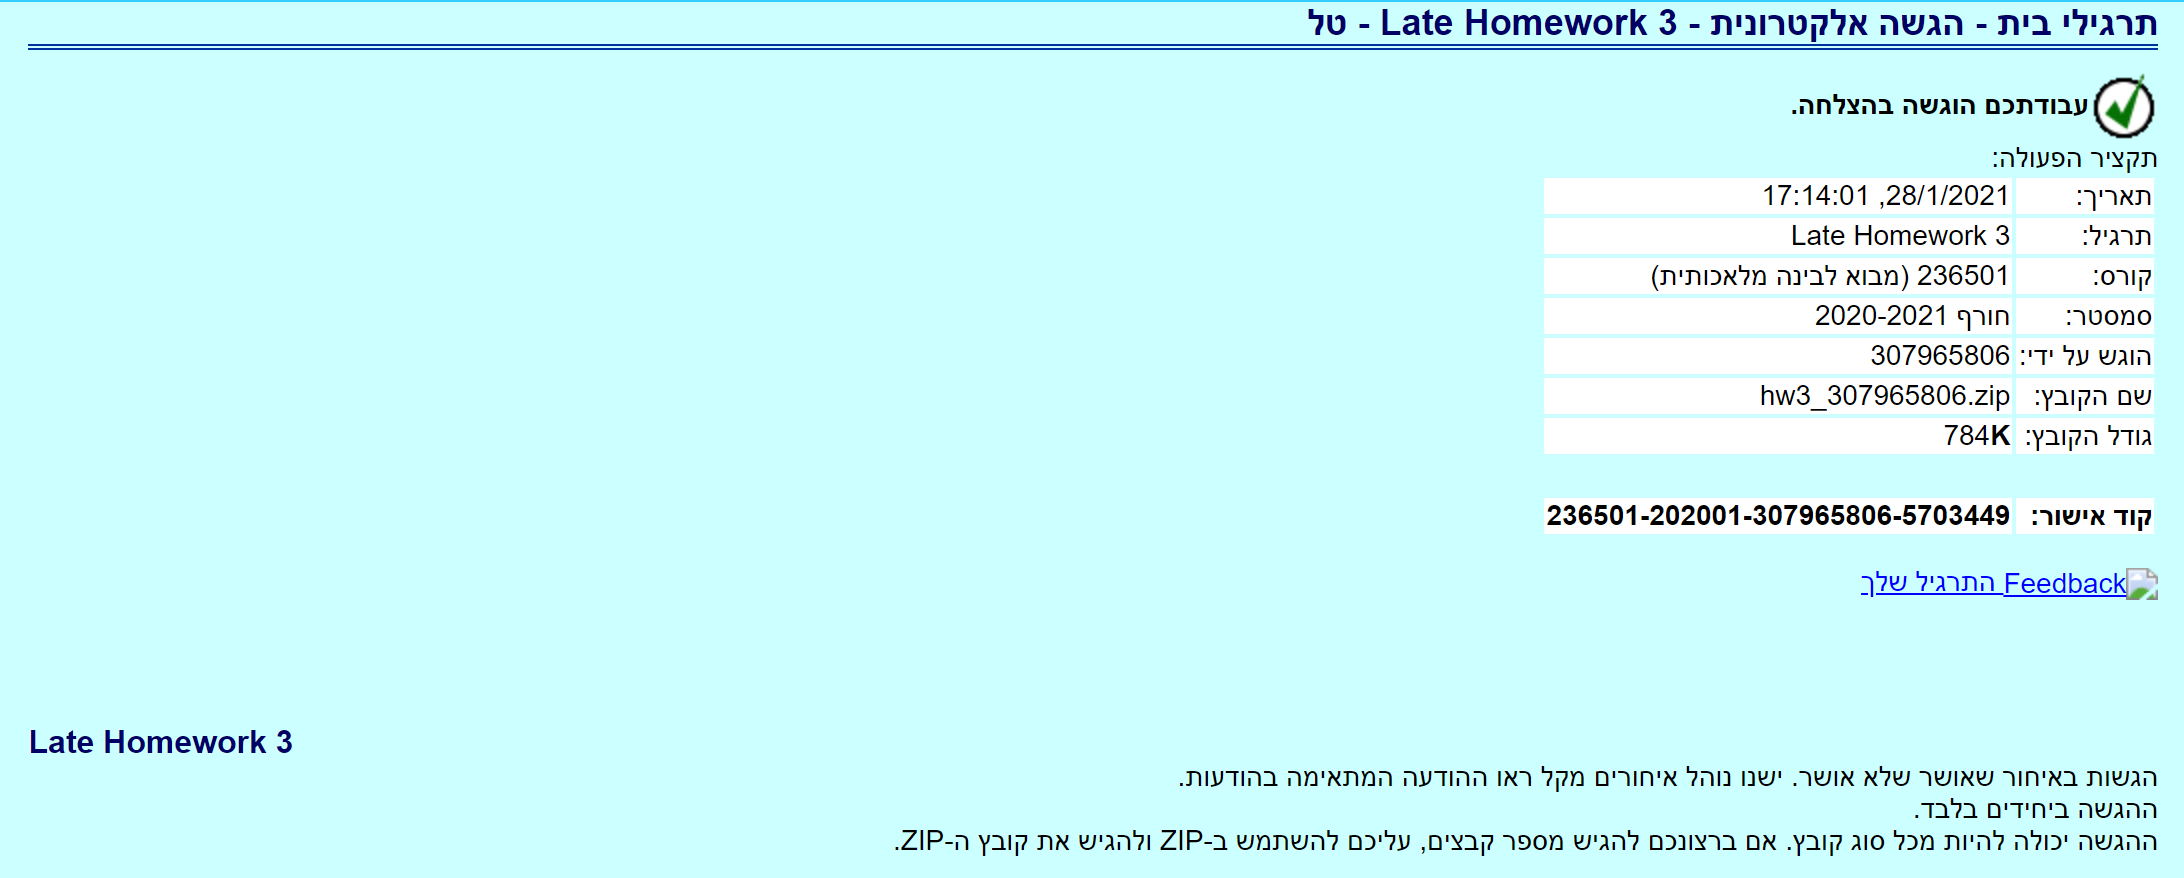 תרגילי בית - הגשה אלקטרונית - Late Homework 3 - טל
עבודתכם הוגשה בהצלחה.
תקציר הפעולה:
תאריך: 28/1/2021, 17:14:01
תרגיל: Late Homework 3
קורס: 236501 (מבוא לבינה מלאכותית)
סמסטר: חורף 2020-2021
הוגש על ידי: 307965806
שם הקובץ: hw3_307965806.zip
גודל הקובץ: 784K
קוד אישור: 236501-202001-307965806-5703449
Feedback התרגיל שלך
Late Homework 3
הגשות באיחור שאושר שלא אושר. ישנו נוהל איחורים מקל ראו ההודעה המתאימה בהודעות.
ההגשה ביחידים בלבד.
ההגשה יכולה להיות מכל סוג קובץ. אם ברצונכם להגיש מספר קבצים, עליכם להשתמש ב-ZIP ולהגיש את קובץ ה-ZIP.